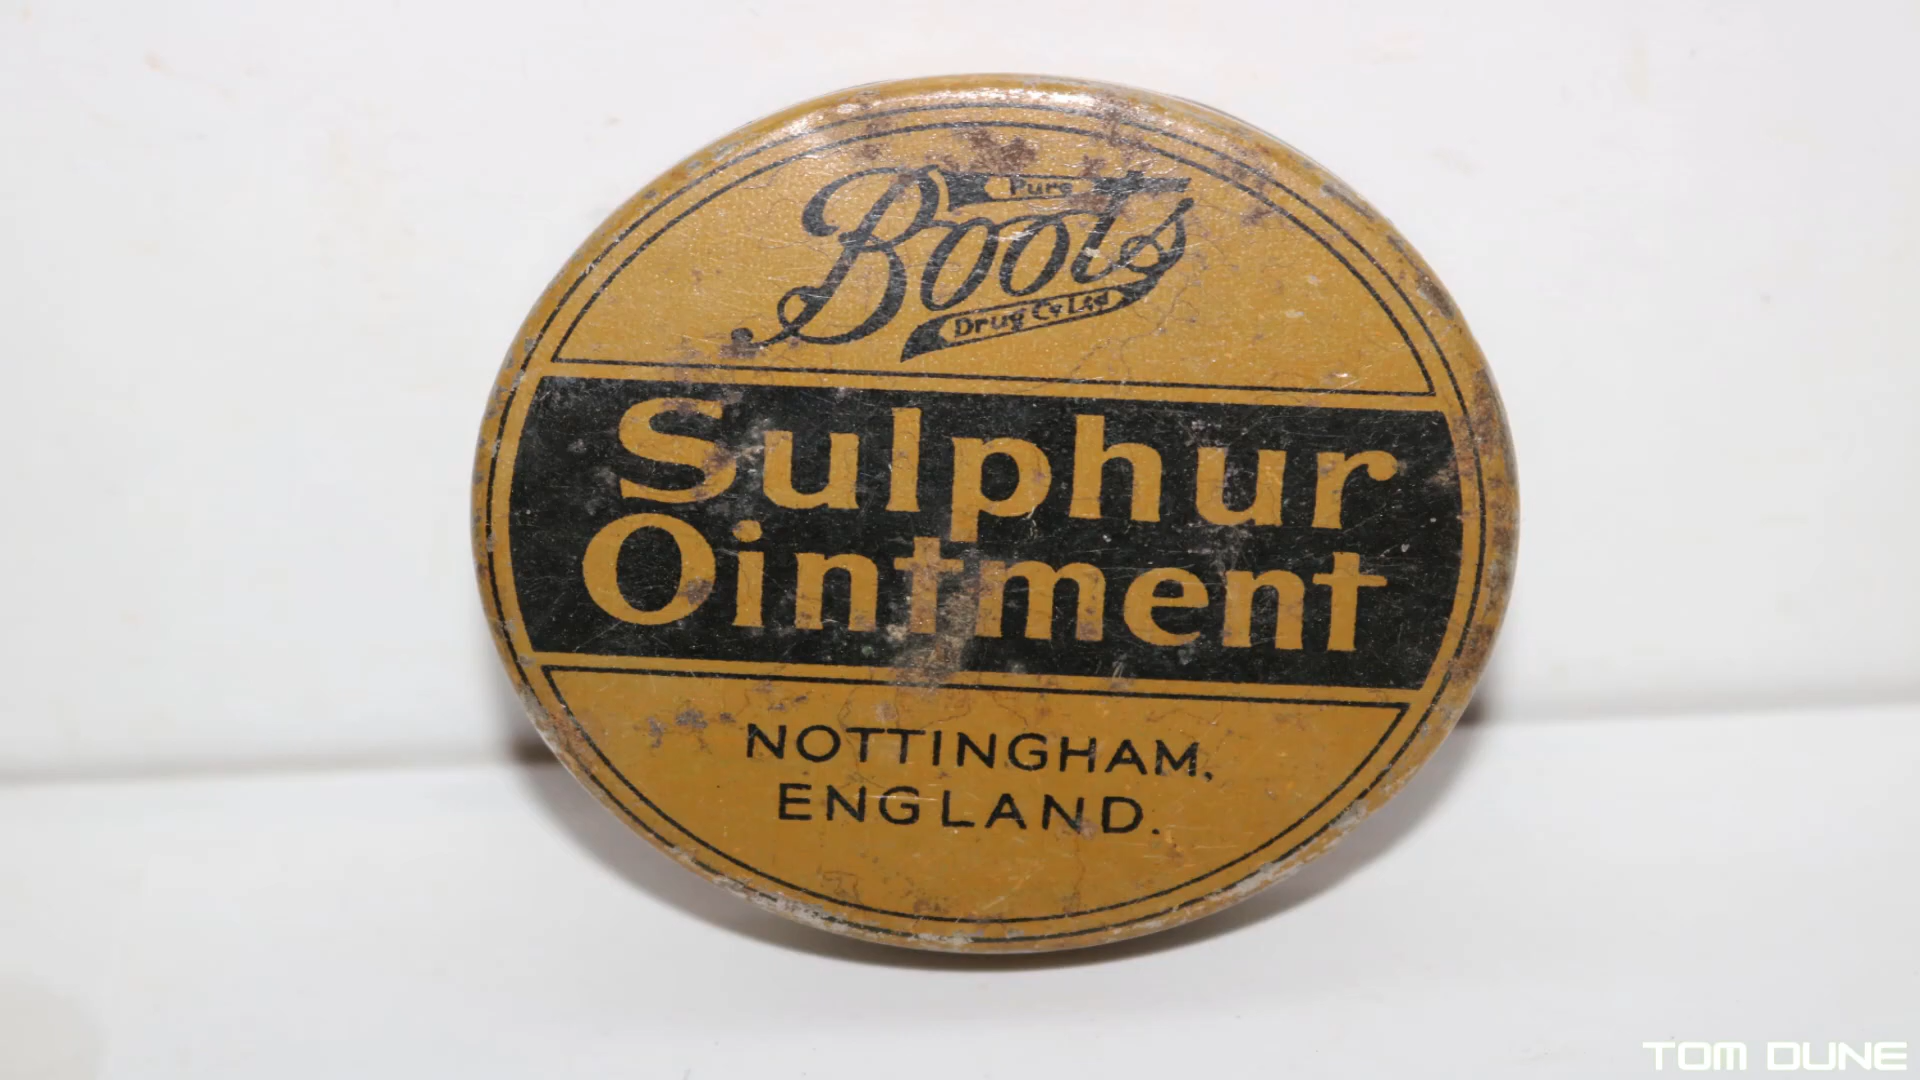 Pure
Boots
Drug Co Ltd
Sulphur
Ointment
NOTTINGHAM,
ENGLAND.
TOM DUNE